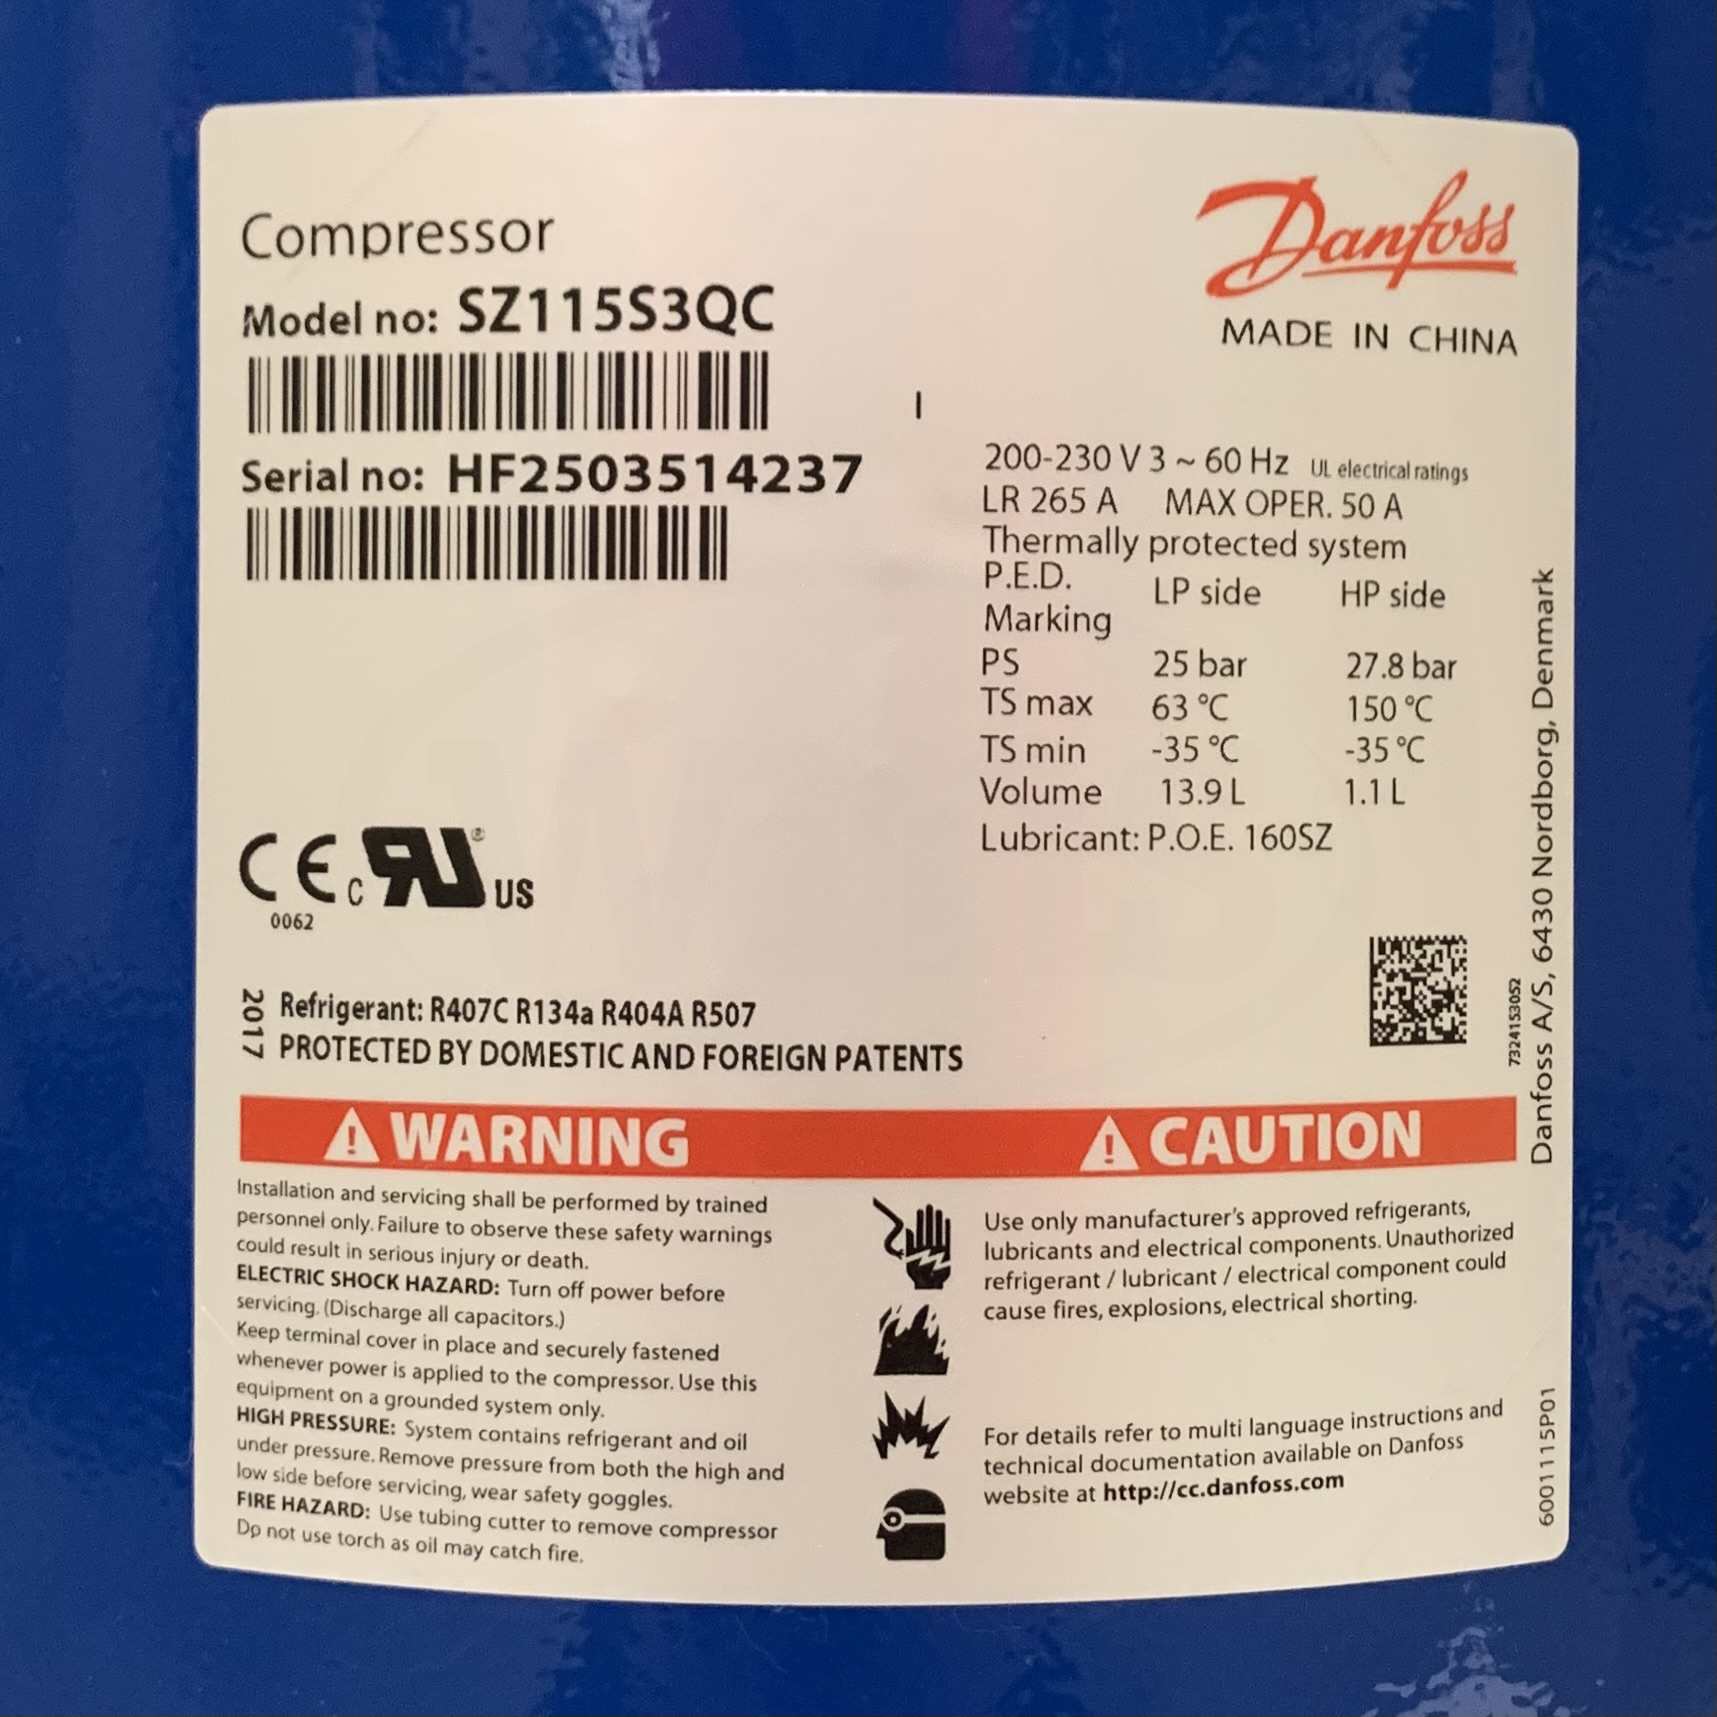 Compressor
Model no: SZ115S3QC
Serial no: HF2503514237
Danfoss
MADE IN CHINA
200-230 V 3 ~ 60 Hz UL electrical ratings
LR 265 A MAX OPER. 50 A
Thermally protected system
P.E.D. LP side HP side
Marking
PS 25 bar 27.8 bar
TS max 63 °C 150 °C
TS min -35 °C -35 °C
Volume 13.9 L 1.1 L
Lubricant: P.O.E. 160SZ
CE c RU ® US
0062
2017
Refrigerant: R407C R134a R404A R507
PROTECTED BY DOMESTIC AND FOREIGN PATENTS
7324153052
Danfoss A/S, 6430 Nordborg, Denmark
WARNING
Installation and servicing shall be performed by trained
personnel only. Failure to observe these safety warnings
could result in serious injury or death.
ELECTRIC SHOCK HAZARD: Turn off power before
servicing. (Discharge all capacitors.)
Keep terminal cover in place and securely fastened
whenever power is applied to the compressor. Use this
equipment on a grounded system only.
HIGH PRESSURE: System contains refrigerant and oil
under pressure. Remove pressure from both the high and
low side before servicing, wear safety goggles.
FIRE HAZARD: Use tubing cutter to remove compressor
Do not use torch as oil may catch fire.
CAUTION
Use only manufacturer's approved refrigerants,
lubricants and electrical components. Unauthorized
refrigerant / lubricant / electrical component could
cause fires, explosions, electrical shorting.
For details refer to multi language instructions and
technical documentation available on Danfoss
website at http://cc.danfoss.com
6001115P01